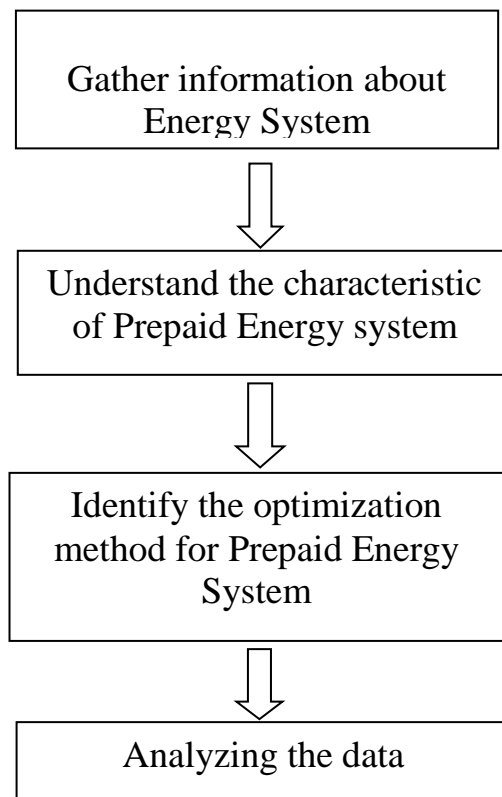 Gather information about
Energy System
Understand the characteristic
of Prepaid Energy system
Identify the optimization
method for Prepaid Energy
System
Analyzing the data